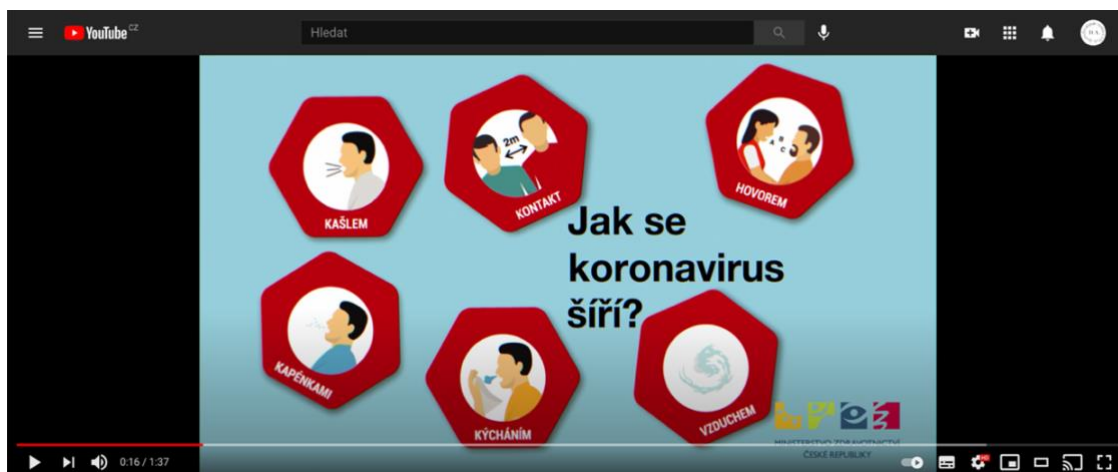 YouTube CZ
Hledat
KAŠLEM
2m
KONTAKT
A B C
HOVOREM
Jak se
koronavirus
šíří?
KAPÉNKAMI
KÝCHÁNÍM
VZDUCHEM
MINISTERSTVO ZDRAVOTNICTVÍ
ČESKÉ REPUBLIKY
0:16 / 1:37
HD